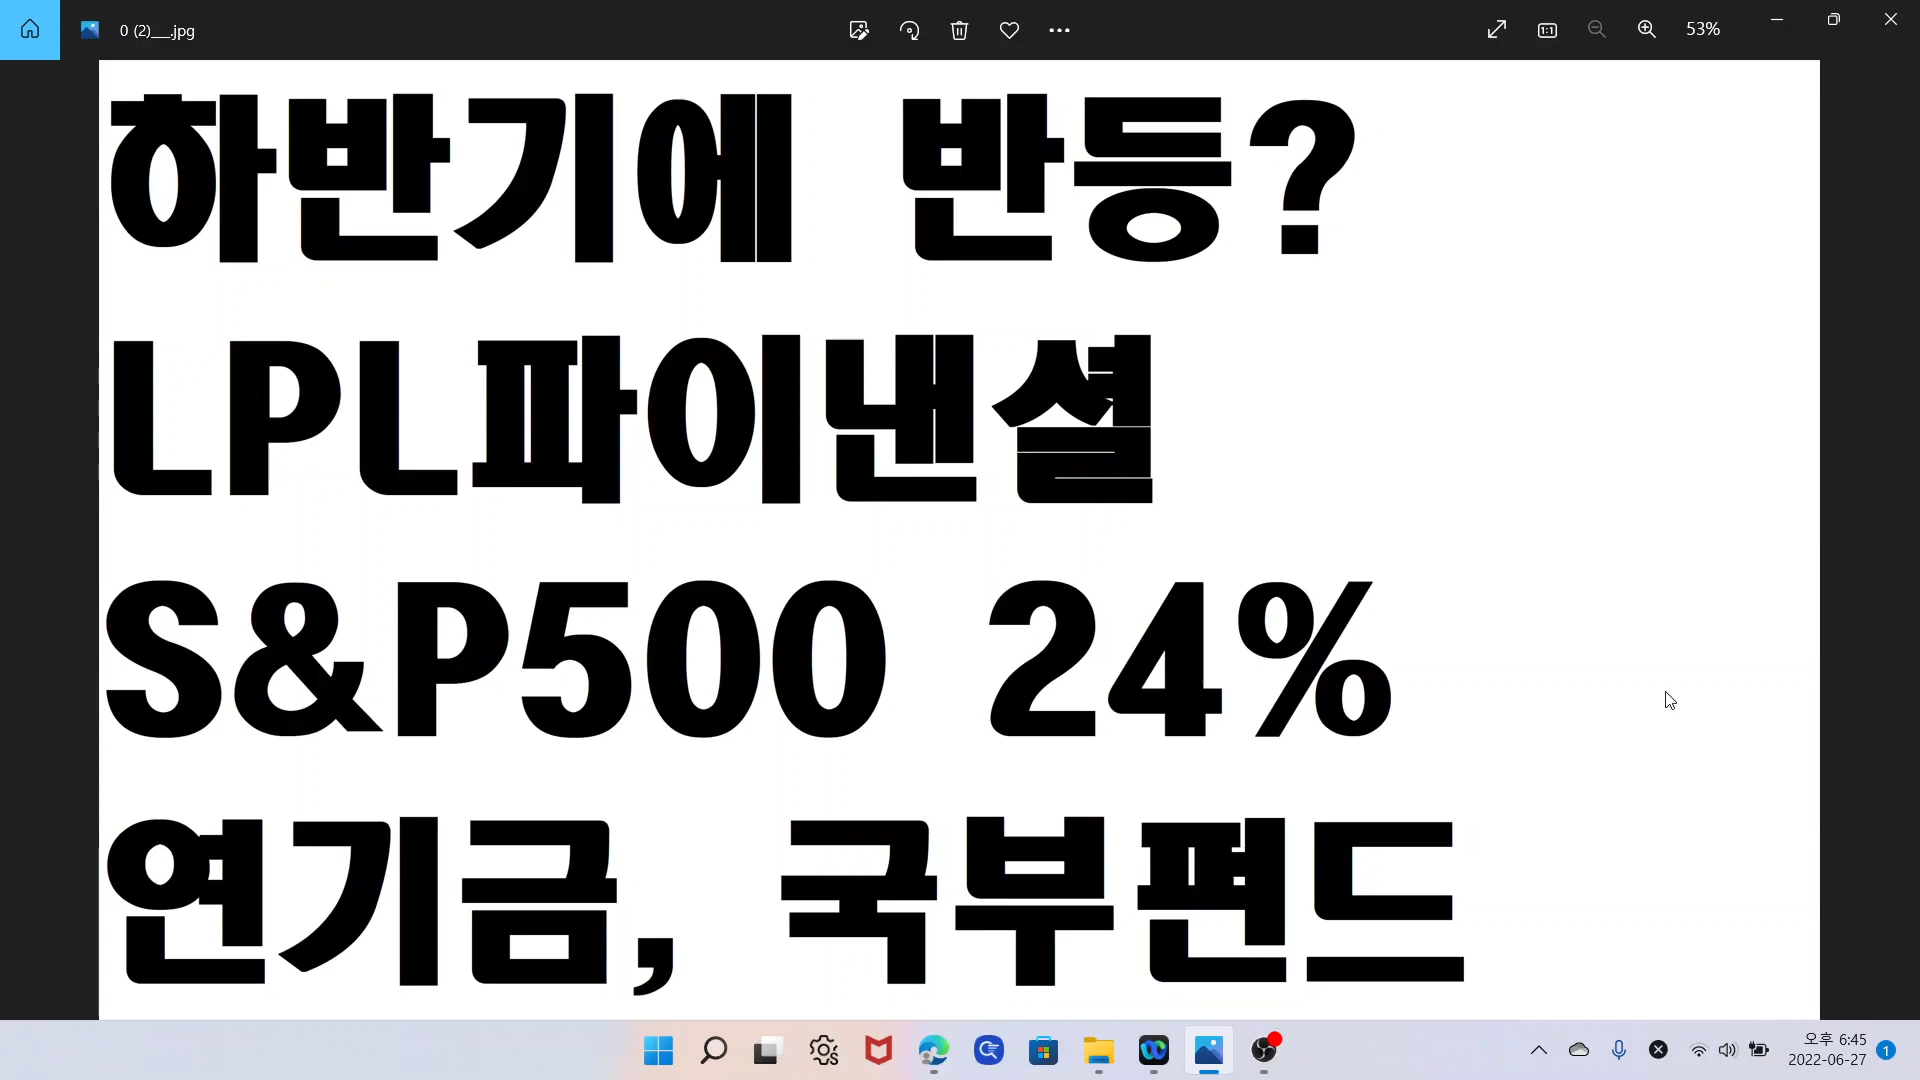 0 (2)__.jpg
53%
하반기에 반등?
LPL파이낸셜
S&P500 24%
연기금, 국부펀드
오후 6:45
2022-06-27
1